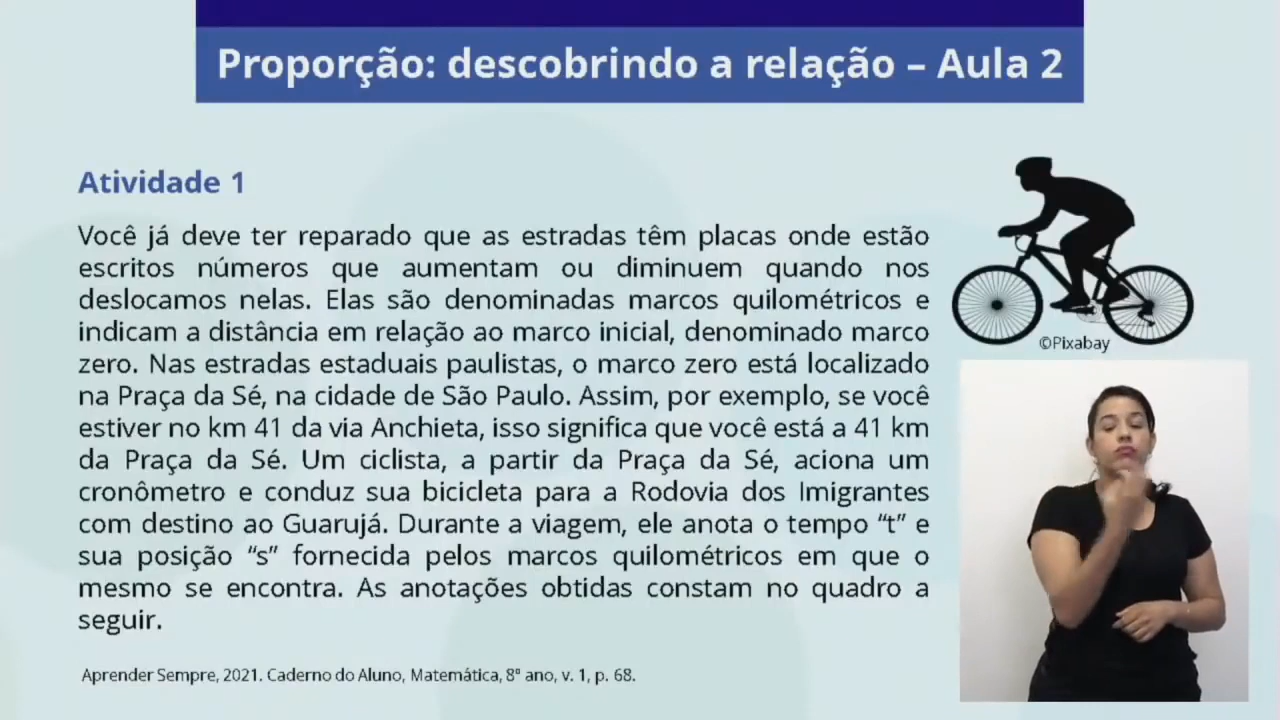 Proporção: descobrindo a relação – Aula 2
Atividade 1
Você já deve ter reparado que as estradas têm placas onde estão
escritos números que aumentam ou diminuem quando nos
deslocamos nelas. Elas são denominadas marcos quilométricos e
indicam a distância em relação ao marco inicial, denominado marco
zero. Nas estradas estaduais paulistas, o marco zero está localizado
na Praça da Sé, na cidade de São Paulo. Assim, por exemplo, se você
estiver no km 41 da via Anchieta, isso significa que você está a 41 km
da Praça da Sé. Um ciclista, a partir da Praça da Sé, aciona um
cronômetro e conduz sua bicicleta para a Rodovia dos Imigrantes
com destino ao Guarujá. Durante a viagem, ele anota o tempo “t” e
sua posição “s” fornecida pelos marcos quilométricos em que o
mesmo se encontra. As anotações obtidas constam no quadro a
seguir.
©Pixabay
Aprender Sempre, 2021. Caderno do Aluno, Matemática, 8º ano, v. 1, p. 68.